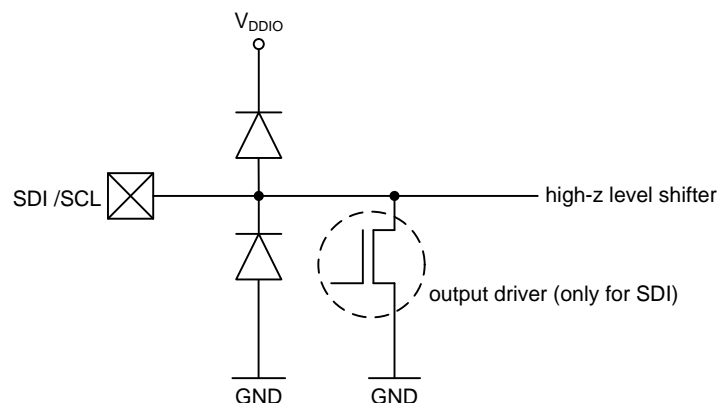 VDDIO
SDI /SCL
high-z level shifter
output driver (only for SDI)
GND
GND